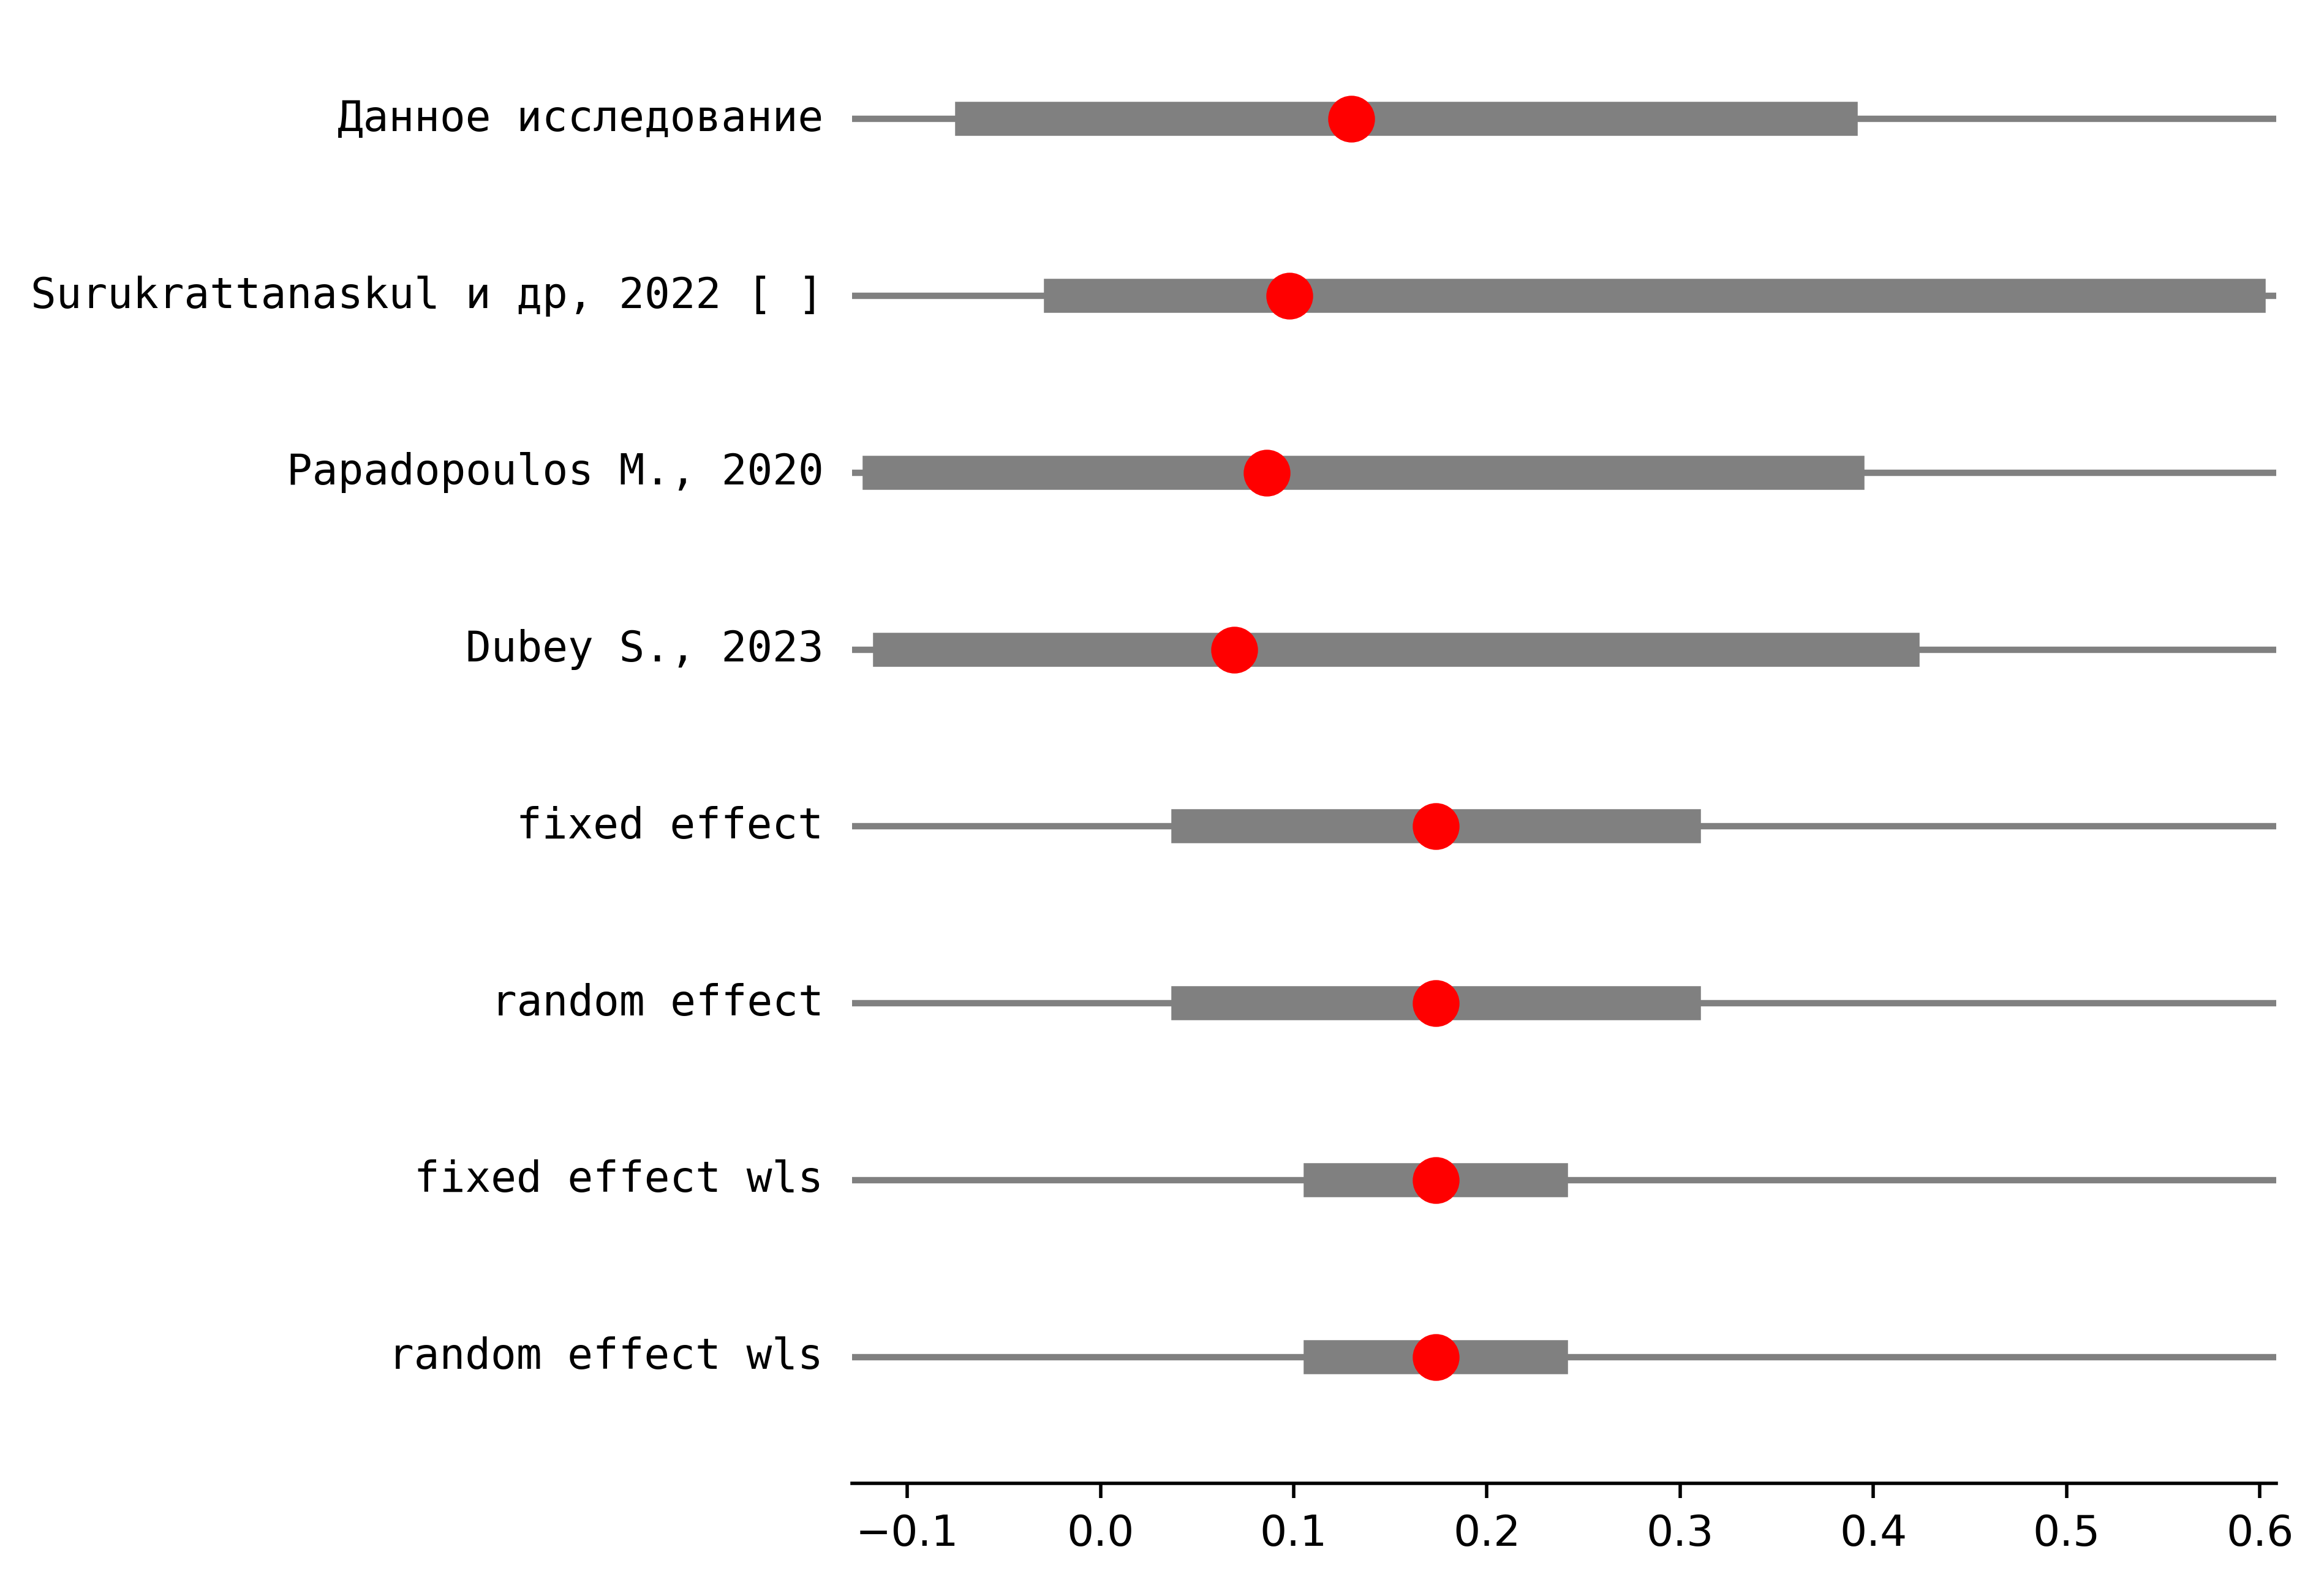 Данное исследование
Surukrattanaskul и др, 2022 [ ]
Papadopoulos M., 2020
Dubey S., 2023
fixed effect
random effect
fixed effect wls
random effect wls
−0.1 0.0 0.1 0.2 0.3 0.4 0.5 0.6